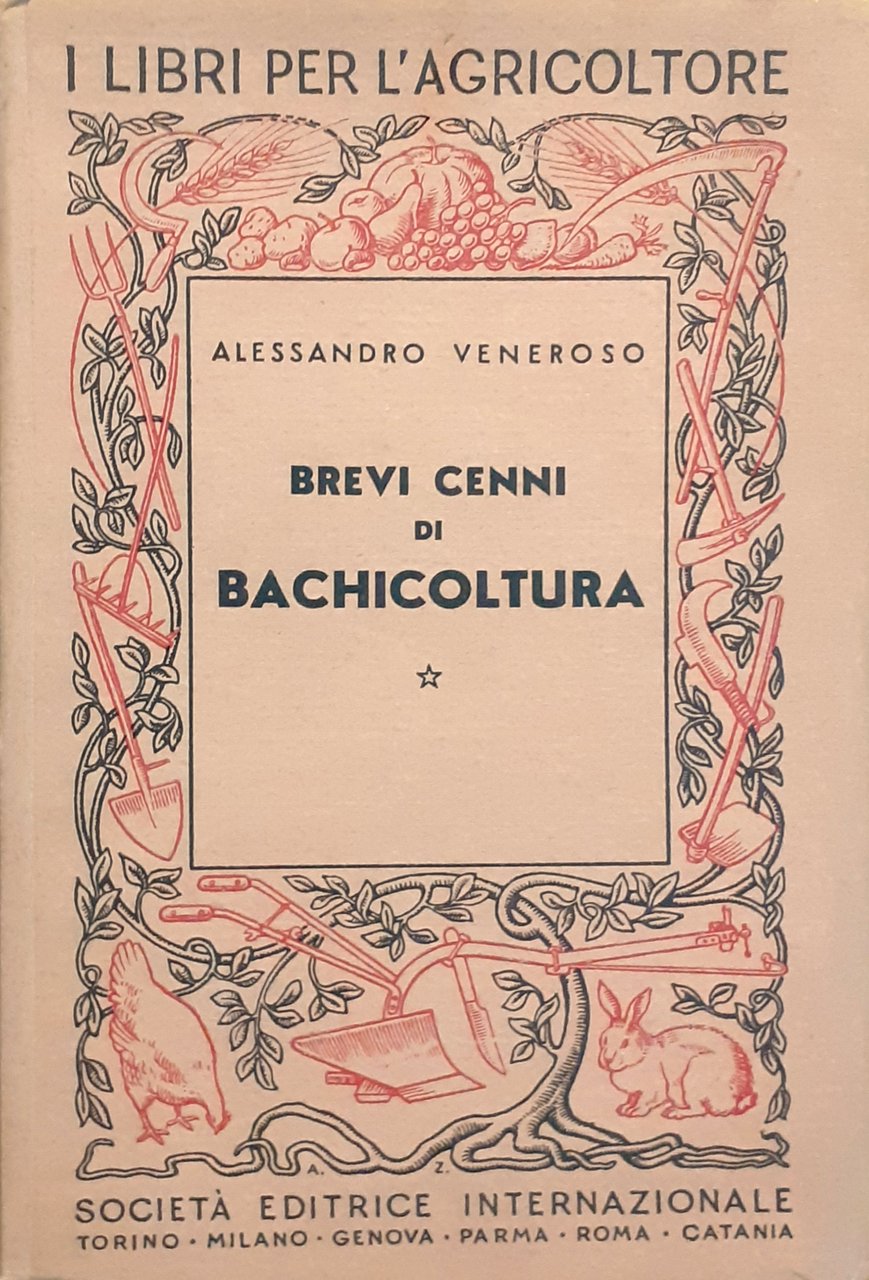 I LIBRI PER L'AGRICOLTORE
ALESSANDRO VENEROSO
BREVI CENNI
DI
BACHICOLTURA
A. Z.
SOCIETÀ EDITRICE INTERNAZIONALE
TORINO · MILANO · GENOVA · PARMA · ROMA · CATANIA